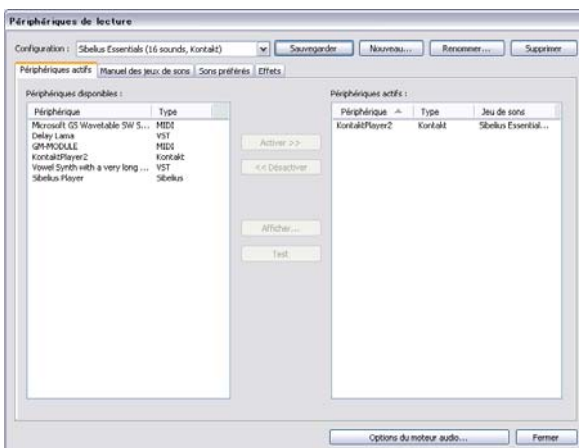 Périphériques de lecture
Configuration : Sibelius Essentials (16 sounds, Kontakt) Sauvegarder Nouveau... Renommer... Supprimer
Périphériques actifs Manuel des jeux de sons Sons préférés Effets
Périphériques disponibles : Périphériques actifs :
Périphérique Type Périphérique Type Jeu de sons
Microsoft GS Wavetable SW S... MIDI KontaktPlayer2 Kontakt Sibelius Essential...
Delay Lama VST
GM-MODULE MIDI
KontaktPlayer2 Kontakt
Vowel Synth with a very long ... VST
Sibelius Player Sibelius
Activer >>
<< Désactiver
Afficher...
Test
Options du moteur audio... Fermer